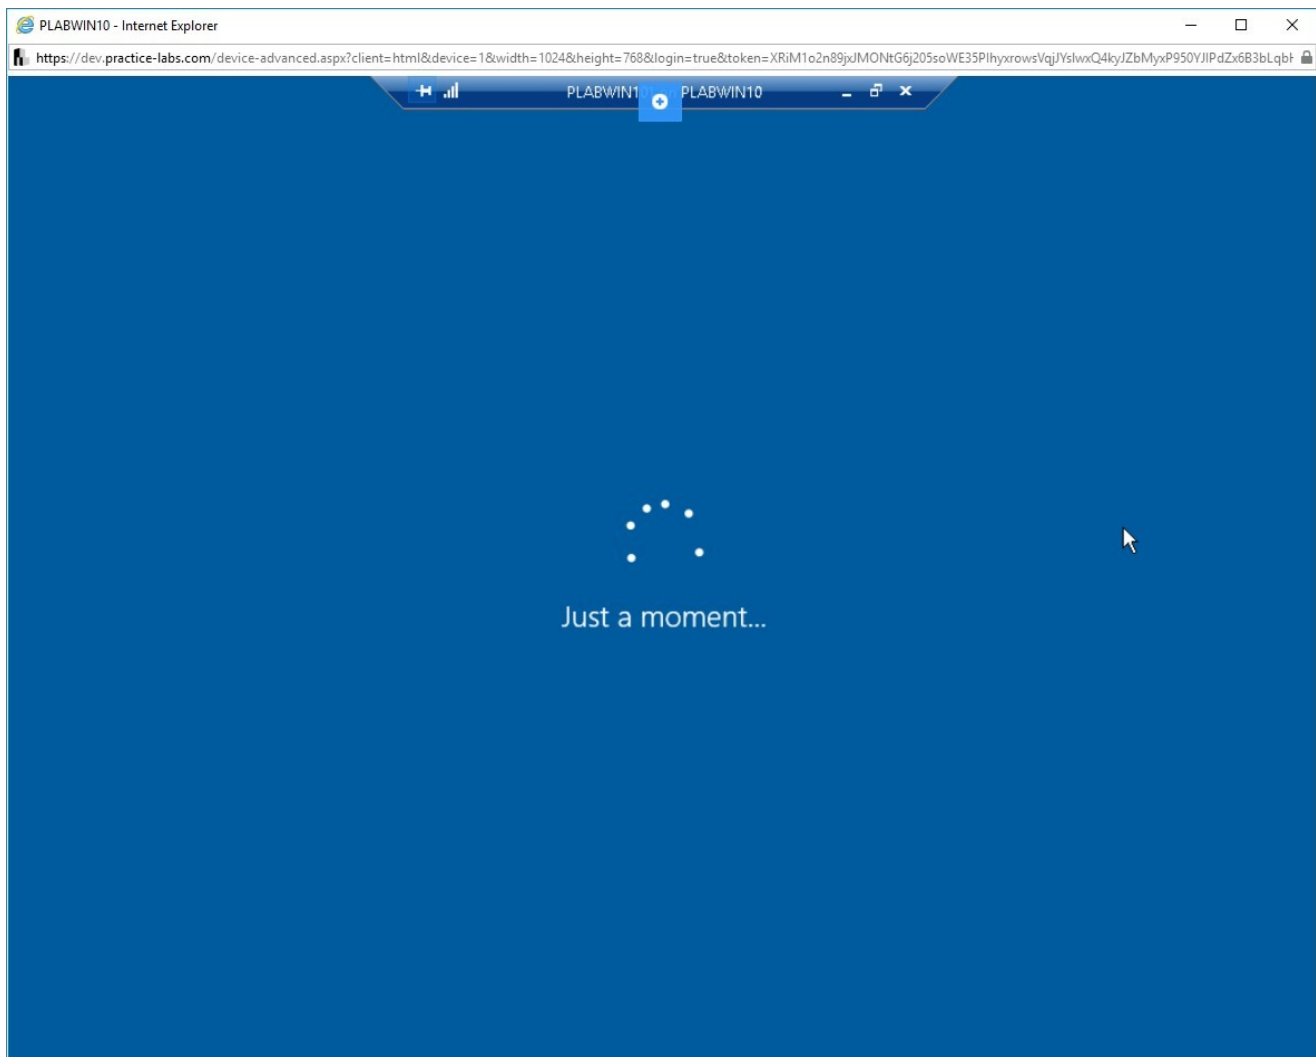 PLABWIN10 - Internet Explorer
https://dev.practice-labs.com/device-advanced.aspx?client=html&device=1&width=1024&height=768&login=true&token=
PLABWIN10 PLABWIN10
Just a moment...